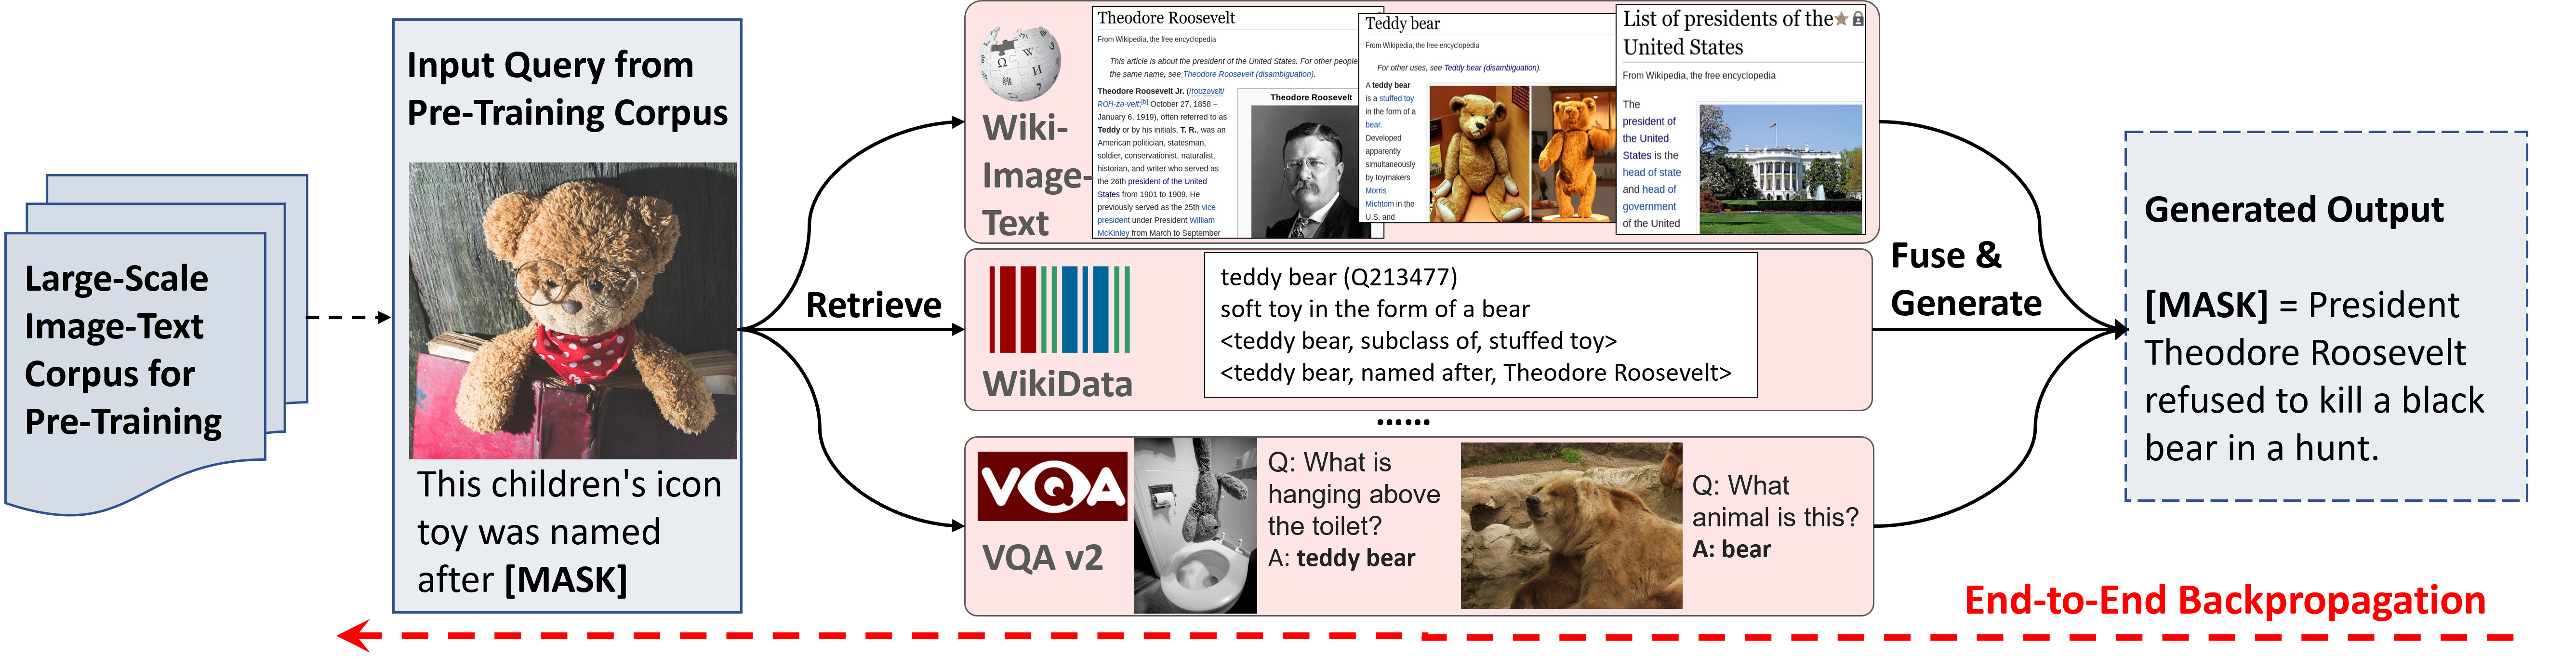 Large-Scale
Image-Text
Corpus for
Pre-Training
Input Query from
Pre-Training Corpus
This children's icon
toy was named
after [MASK]
Retrieve
Wiki-
Image-
Text
Theodore Roosevelt
From Wikipedia, the free encyclopedia
This article is about the president of the United States. For other people
the same name, see Theodore Roosevelt (disambiguation).
Theodore Roosevelt Jr. (/ˈroʊzəvɛlt/
ROH-zə-velt;[b] October 27, 1858 –
January 6, 1919), often referred to as
Teddy or by his initials, T. R., was an
American politician, statesman,
soldier, conservationist, naturalist,
historian, and writer who served as
the 26th president of the United
States from 1901 to 1909. He
previously served as the 25th vice
president under President William
McKinley from March to September
Theodore Roosevelt
Teddy bear
From Wikipedia, the free encyclopedia
For other uses, see Teddy bear (disambiguation).
A teddy bear
is a stuffed toy
in the form of a
bear.
Developed
apparently
simultaneously
by toymakers
Morris
Michtom in the
U.S. and
List of presidents of the
United States
From Wikipedia, the free encyclopedia
The
president of
the United
States is the
head of state
and head of
government
of the United
WikiData
teddy bear (Q213477)
soft toy in the form of a bear
<teddy bear, subclass of, stuffed toy>
<teddy bear, named after, Theodore Roosevelt>
......
VQA
VQA v2
Q: What is
hanging above
the toilet?
A: teddy bear
Q: What
animal is this?
A: bear
Fuse &
Generate
Generated Output
[MASK] = President
Theodore Roosevelt
refused to kill a black
bear in a hunt.
End-to-End Backpropagation